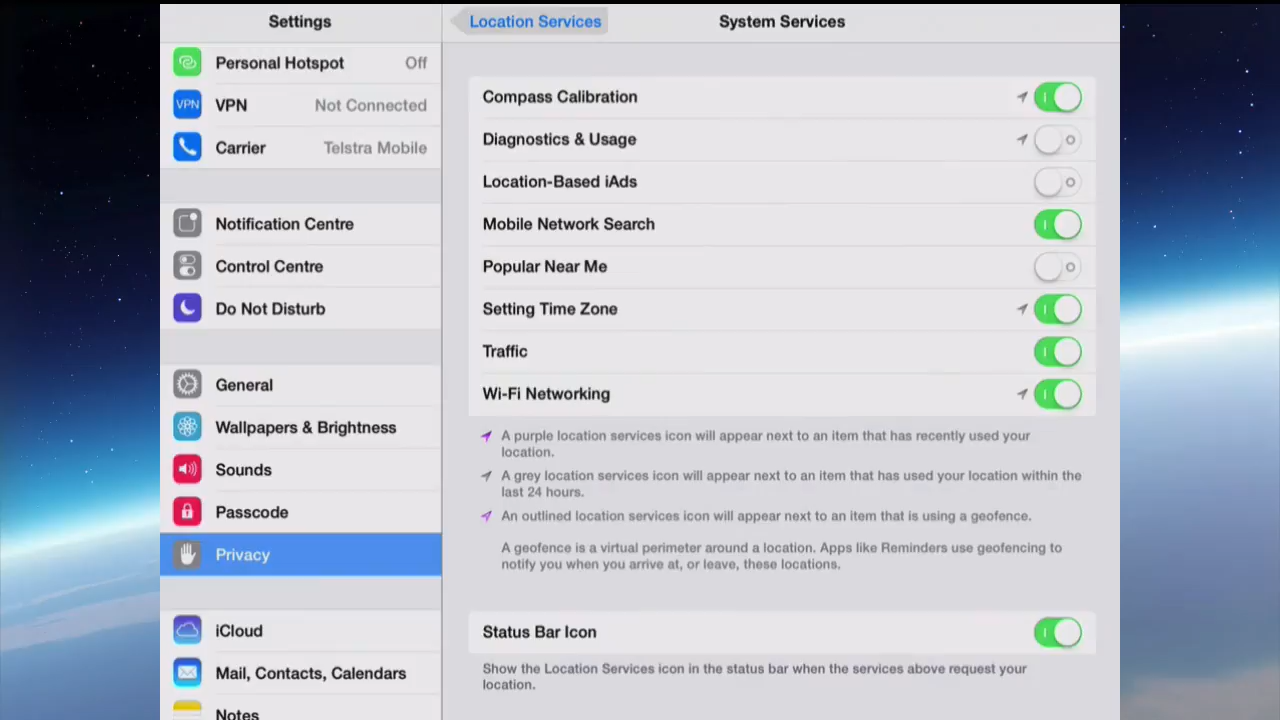 Settings
Personal Hotspot Off
VPN VPN Not Connected
Carrier Telstra Mobile
Notification Centre
Control Centre
Do Not Disturb
General
Wallpapers & Brightness
Sounds
Passcode
Privacy
iCloud
Mail, Contacts, Calendars
Notes
Location Services System Services
Compass Calibration
Diagnostics & Usage
Location-Based iAds
Mobile Network Search
Popular Near Me
Setting Time Zone
Traffic
Wi-Fi Networking
A purple location services icon will appear next to an item that has recently used your
location.
A grey location services icon will appear next to an item that has used your location within the
last 24 hours.
An outlined location services icon will appear next to an item that is using a geofence.
A geofence is a virtual perimeter around a location. Apps like Reminders use geofencing to
notify you when you arrive at, or leave, these locations.
Status Bar Icon
Show the Location Services icon in the status bar when the services above request your
location.